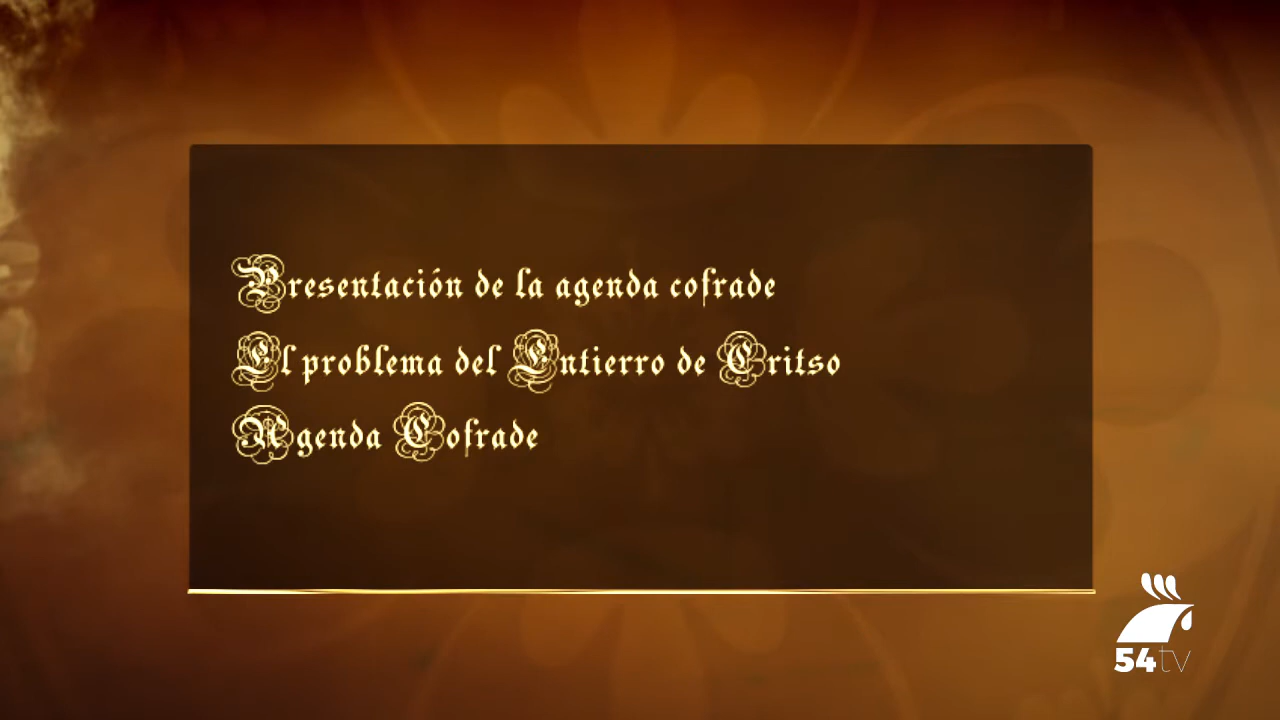 Presentación de la agenda cofrade
El problema del Entierro de Critso
Agenda Cofrade
54tv